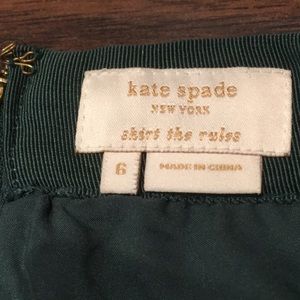 kate spade
NEW YORK
skirt the rules
6
MADE IN CHINA